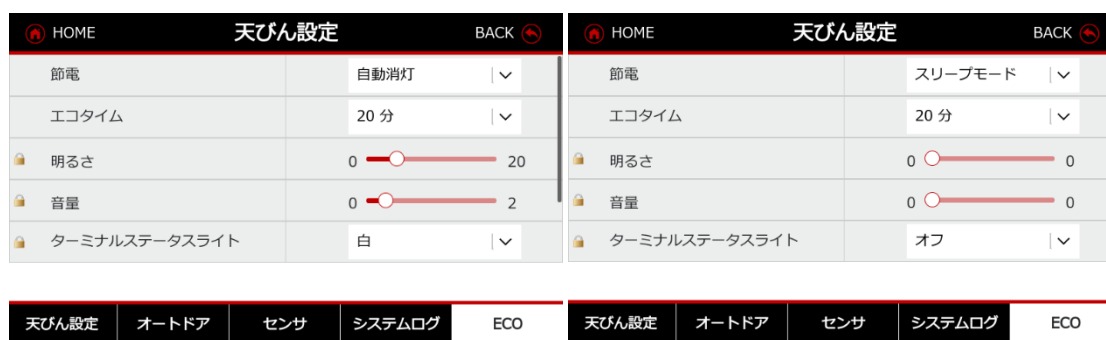 HOME 天びん設定 BACK
節電 自動消灯
エコタイム 20 分
明るさ 0 20
音量 0 2
ターミナルステータスライト 白
天びん設定 オートドア センサ システムログ ECO
HOME 天びん設定 BACK
節電 スリープモード
エコタイム 20 分
明るさ 0 0
音量 0 0
ターミナルステータスライト オフ
天びん設定 オートドア センサ システムログ ECO